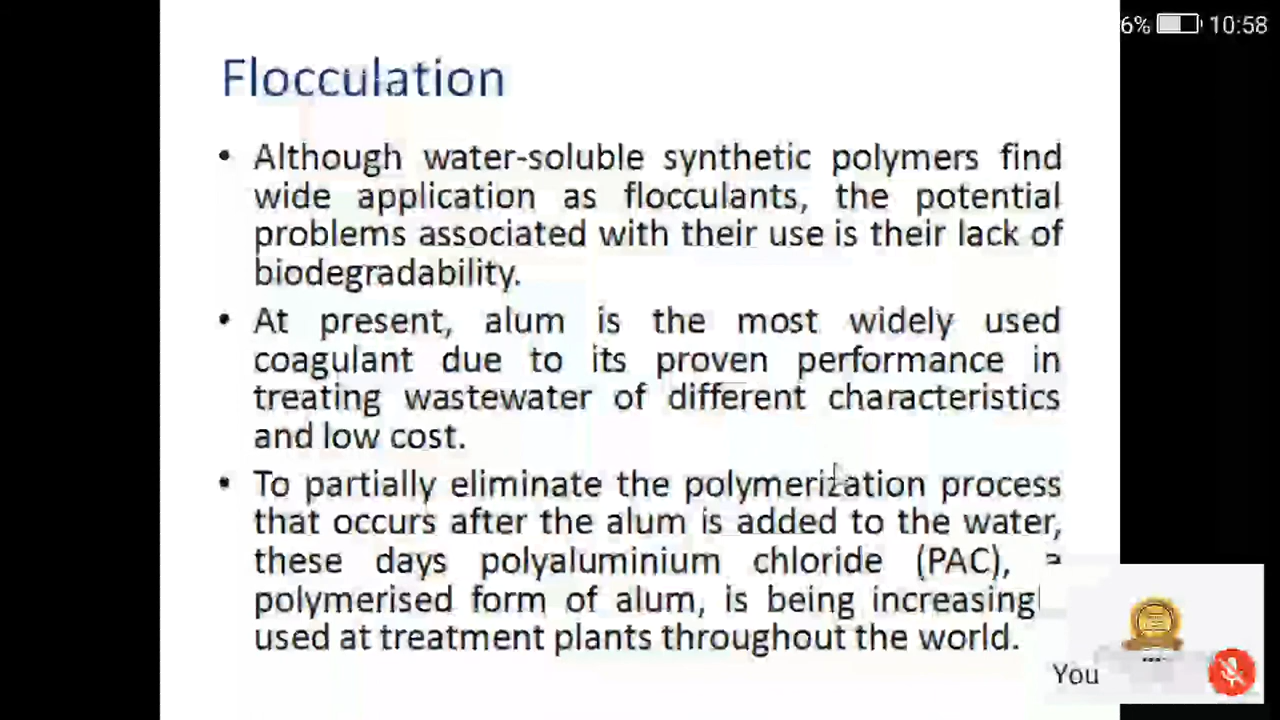 6% 10:58
Flocculation
• Although water-soluble synthetic polymers find
wide application as flocculants, the potential
problems associated with their use is their lack of
biodegradability.
• At present, alum is the most widely used
coagulant due to its proven performance in
treating wastewater of different characteristics
and low cost.
• To partially eliminate the polymerization process
that occurs after the alum is added to the water,
these days polyaluminium chloride (PAC), a
polymerised form of alum, is being increasingl
used at treatment plants throughout the world.
You